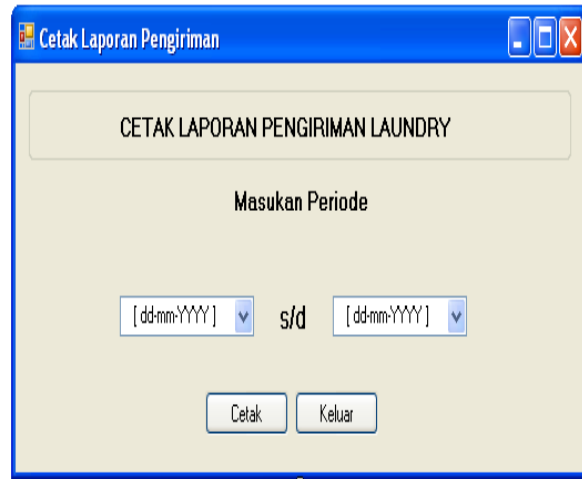 Cetak Laporan Pengiriman
CETAK LAPORAN PENGIRIMAN LAUNDRY
Masukan Periode
[ dd-mm-YYYY ] s/d [ dd-mm-YYYY ]
Cetak Keluar